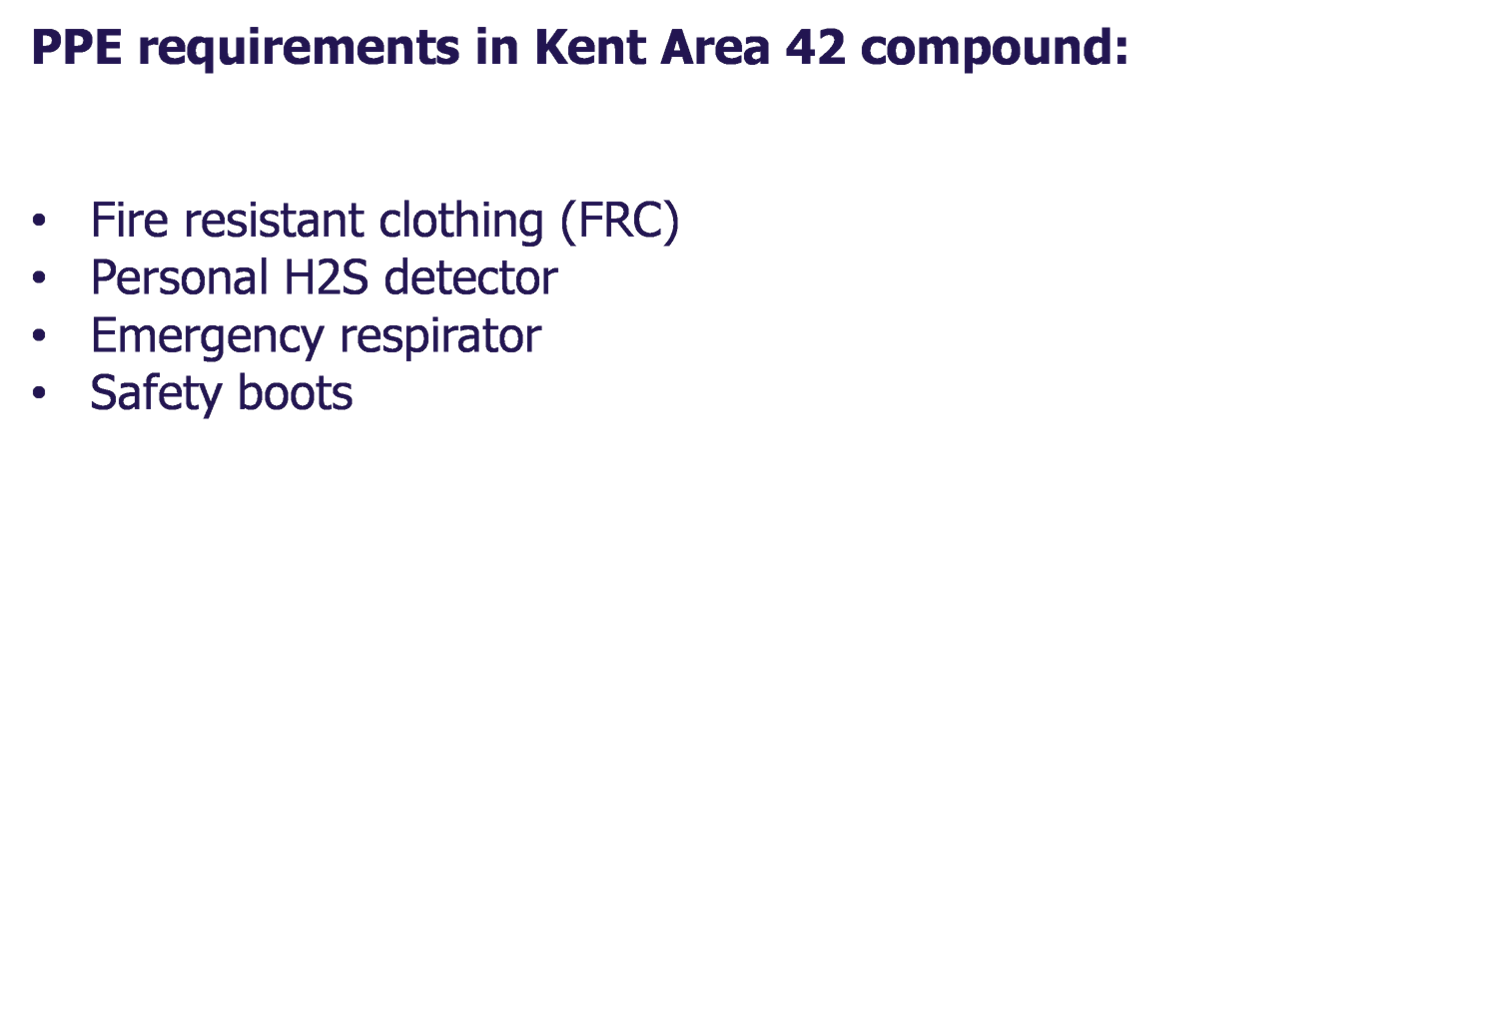 PPE requirements in Kent Area 42 compound:
• Fire resistant clothing (FRC)
• Personal H2S detector
• Emergency respirator
• Safety boots